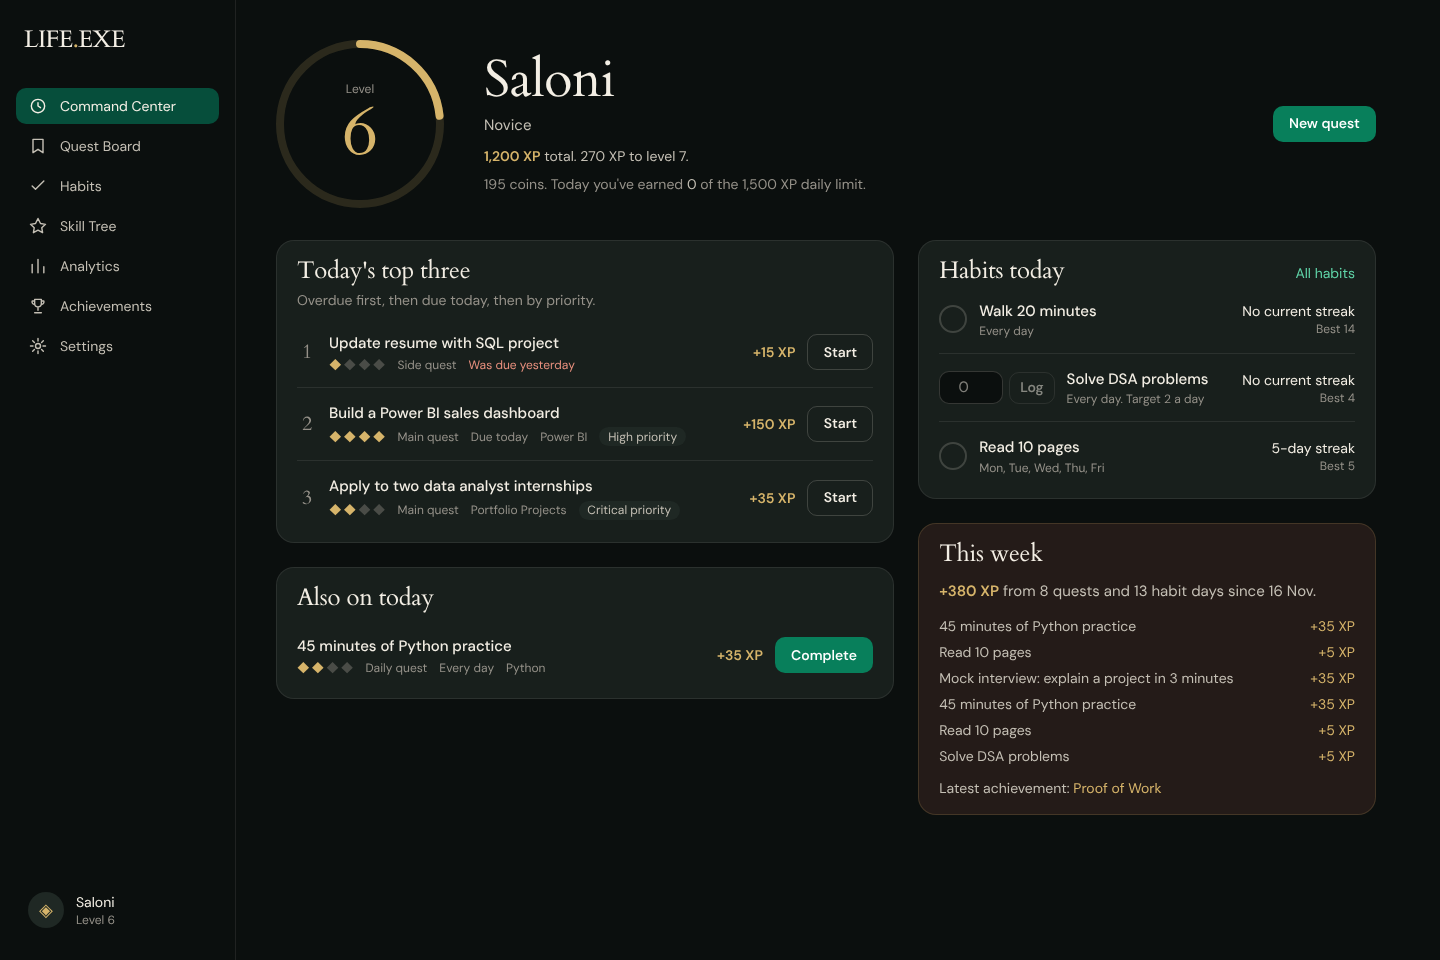 LIFE.EXE
Command Center
Quest Board
Habits
Skill Tree
Analytics
Achievements
Settings
Saloni
Level 6
Level
6
Saloni
Novice
1,200 XP total. 270 XP to level 7.
195 coins. Today you've earned 0 of the 1,500 XP daily limit.
New quest
Today's top three
Overdue first, then due today, then by priority.
1
Update resume with SQL project
Side quest Was due yesterday
+15 XP
Start
2
Build a Power BI sales dashboard
Main quest Due today Power BI High priority
+150 XP
Start
3
Apply to two data analyst internships
Main quest Portfolio Projects Critical priority
+35 XP
Start
Also on today
45 minutes of Python practice
Daily quest Every day Python
+35 XP
Complete
Habits today
All habits
Walk 20 minutes
Every day
No current streak
Best 14
0
Log
Solve DSA problems
Every day. Target 2 a day
No current streak
Best 4
Read 10 pages
Mon, Tue, Wed, Thu, Fri
5-day streak
Best 5
This week
+380 XP from 8 quests and 13 habit days since 16 Nov.
45 minutes of Python practice +35 XP
Read 10 pages +5 XP
Mock interview: explain a project in 3 minutes +35 XP
45 minutes of Python practice +35 XP
Read 10 pages +5 XP
Solve DSA problems +5 XP
Latest achievement: Proof of Work